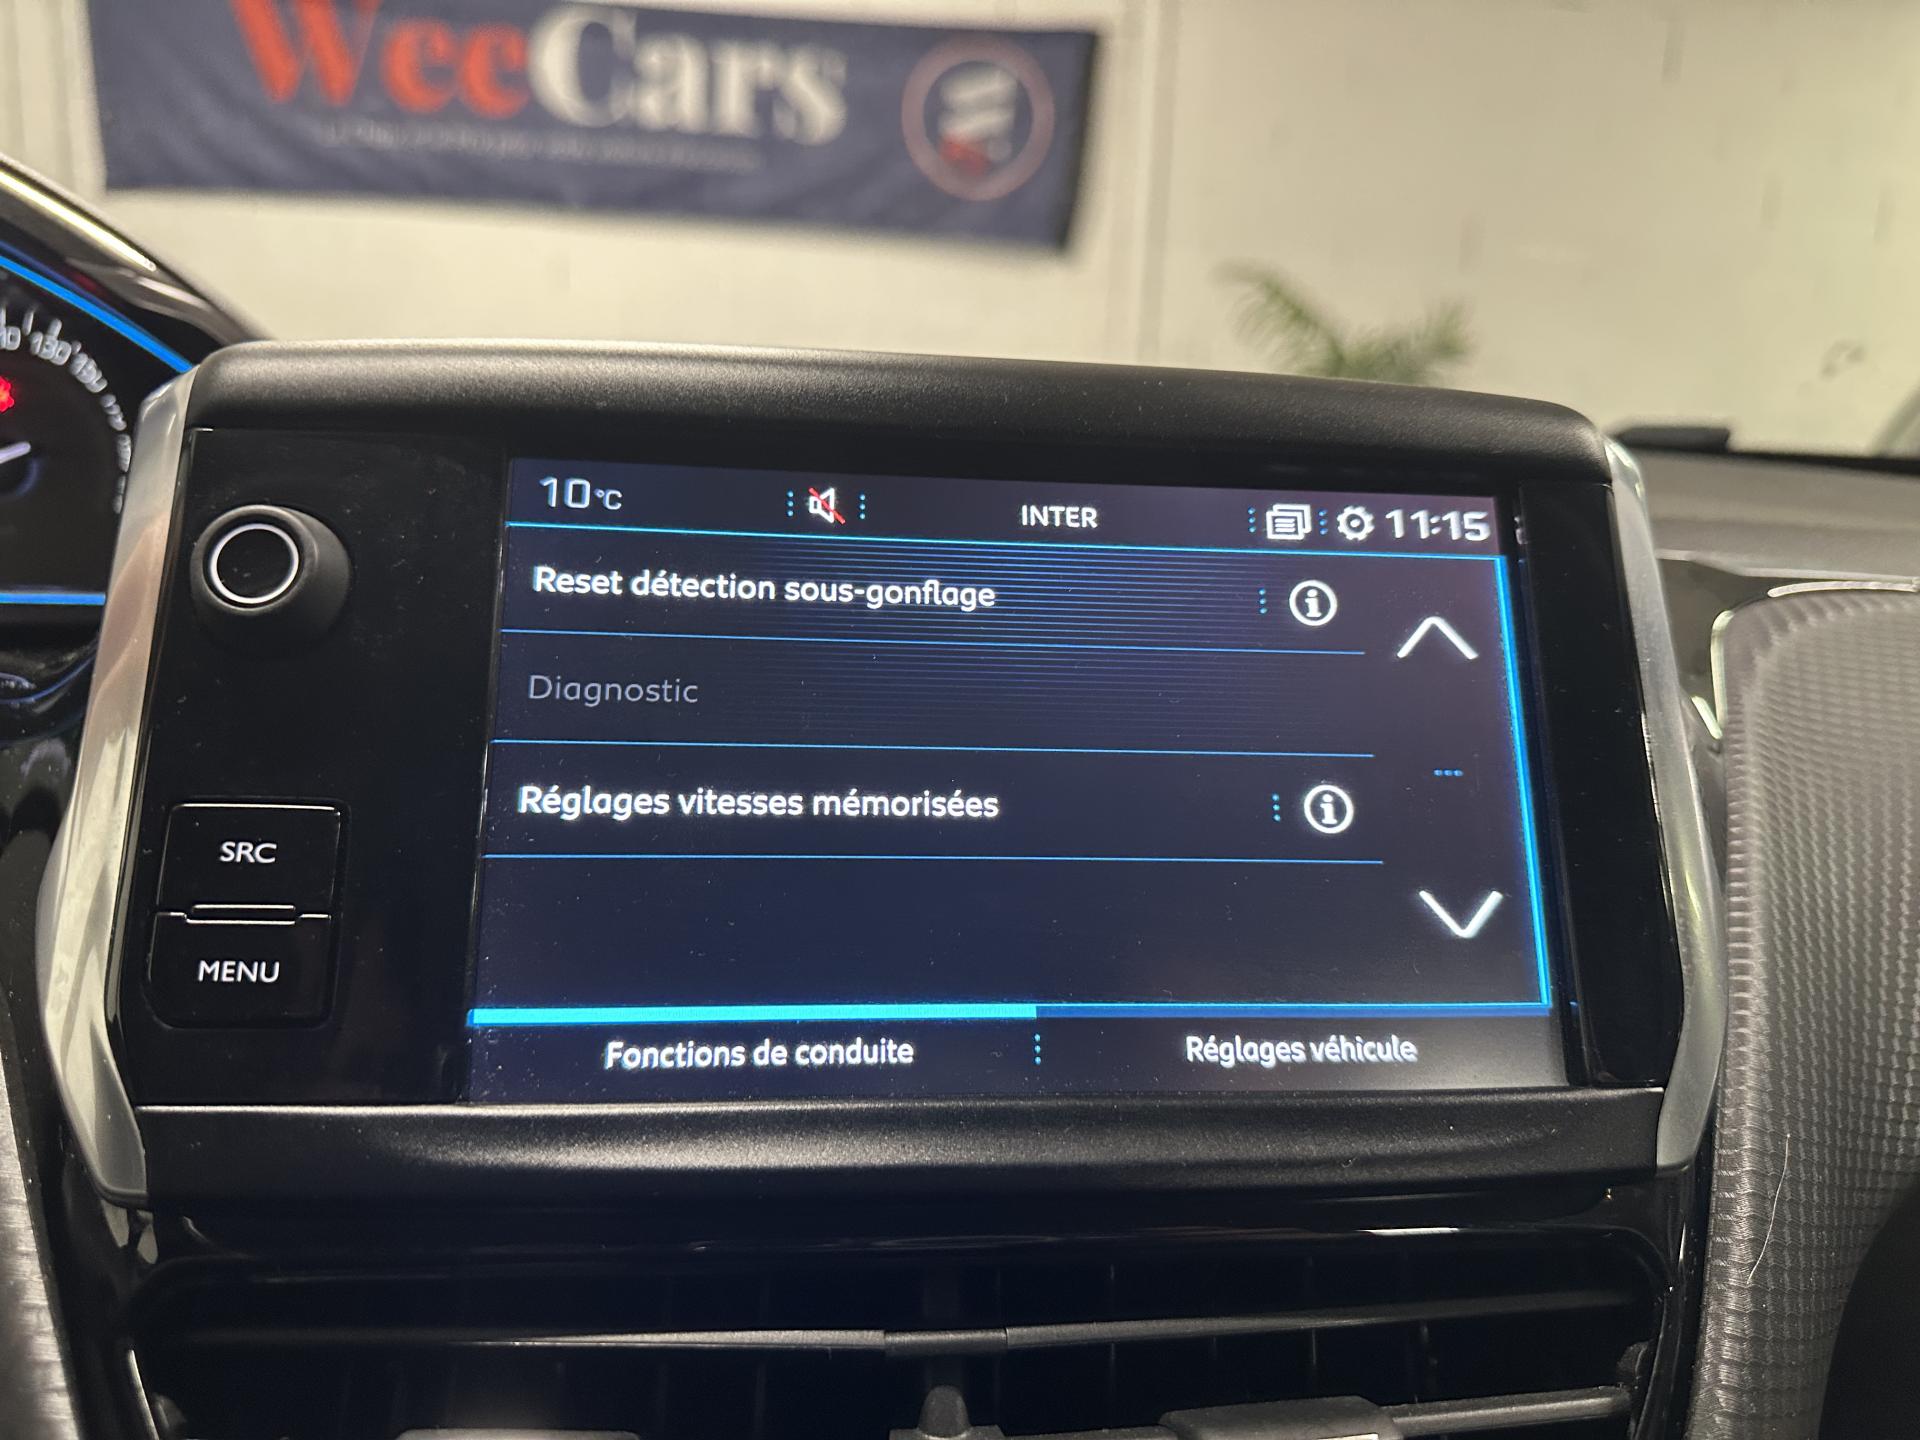 WeeCars
130
10°C
INTER
11:15
Reset détection sous-gonflage
Diagnostic
Réglages vitesses mémorisées
SRC
MENU
Fonctions de conduite
Réglages véhicule